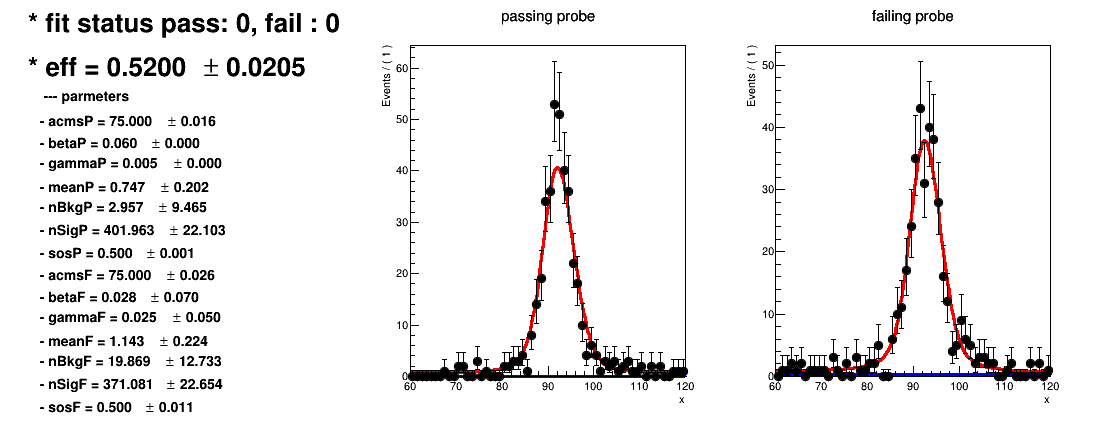 * fit status pass: 0, fail : 0
* eff = 0.5200 ± 0.0205
--- parmeters
- acmsP = 75.000 ± 0.016
- betaP = 0.060 ± 0.000
- gammaP = 0.005 ± 0.000
- meanP = 0.747 ± 0.202
- nBkgP = 2.957 ± 9.465
- nSigP = 401.963 ± 22.103
- sosP = 0.500 ± 0.001
- acmsF = 75.000 ± 0.026
- betaF = 0.028 ± 0.070
- gammaF = 0.025 ± 0.050
- meanF = 1.143 ± 0.224
- nBkgF = 19.869 ± 12.733
- nSigF = 371.081 ± 22.654
- sosF = 0.500 ± 0.011
passing probe
Events / ( 1 )
60
50
40
30
20
10
0
60 70 80 90 100 110 120
x
failing probe
Events / ( 1 )
50
40
30
20
10
0
60 70 80 90 100 110 120
x